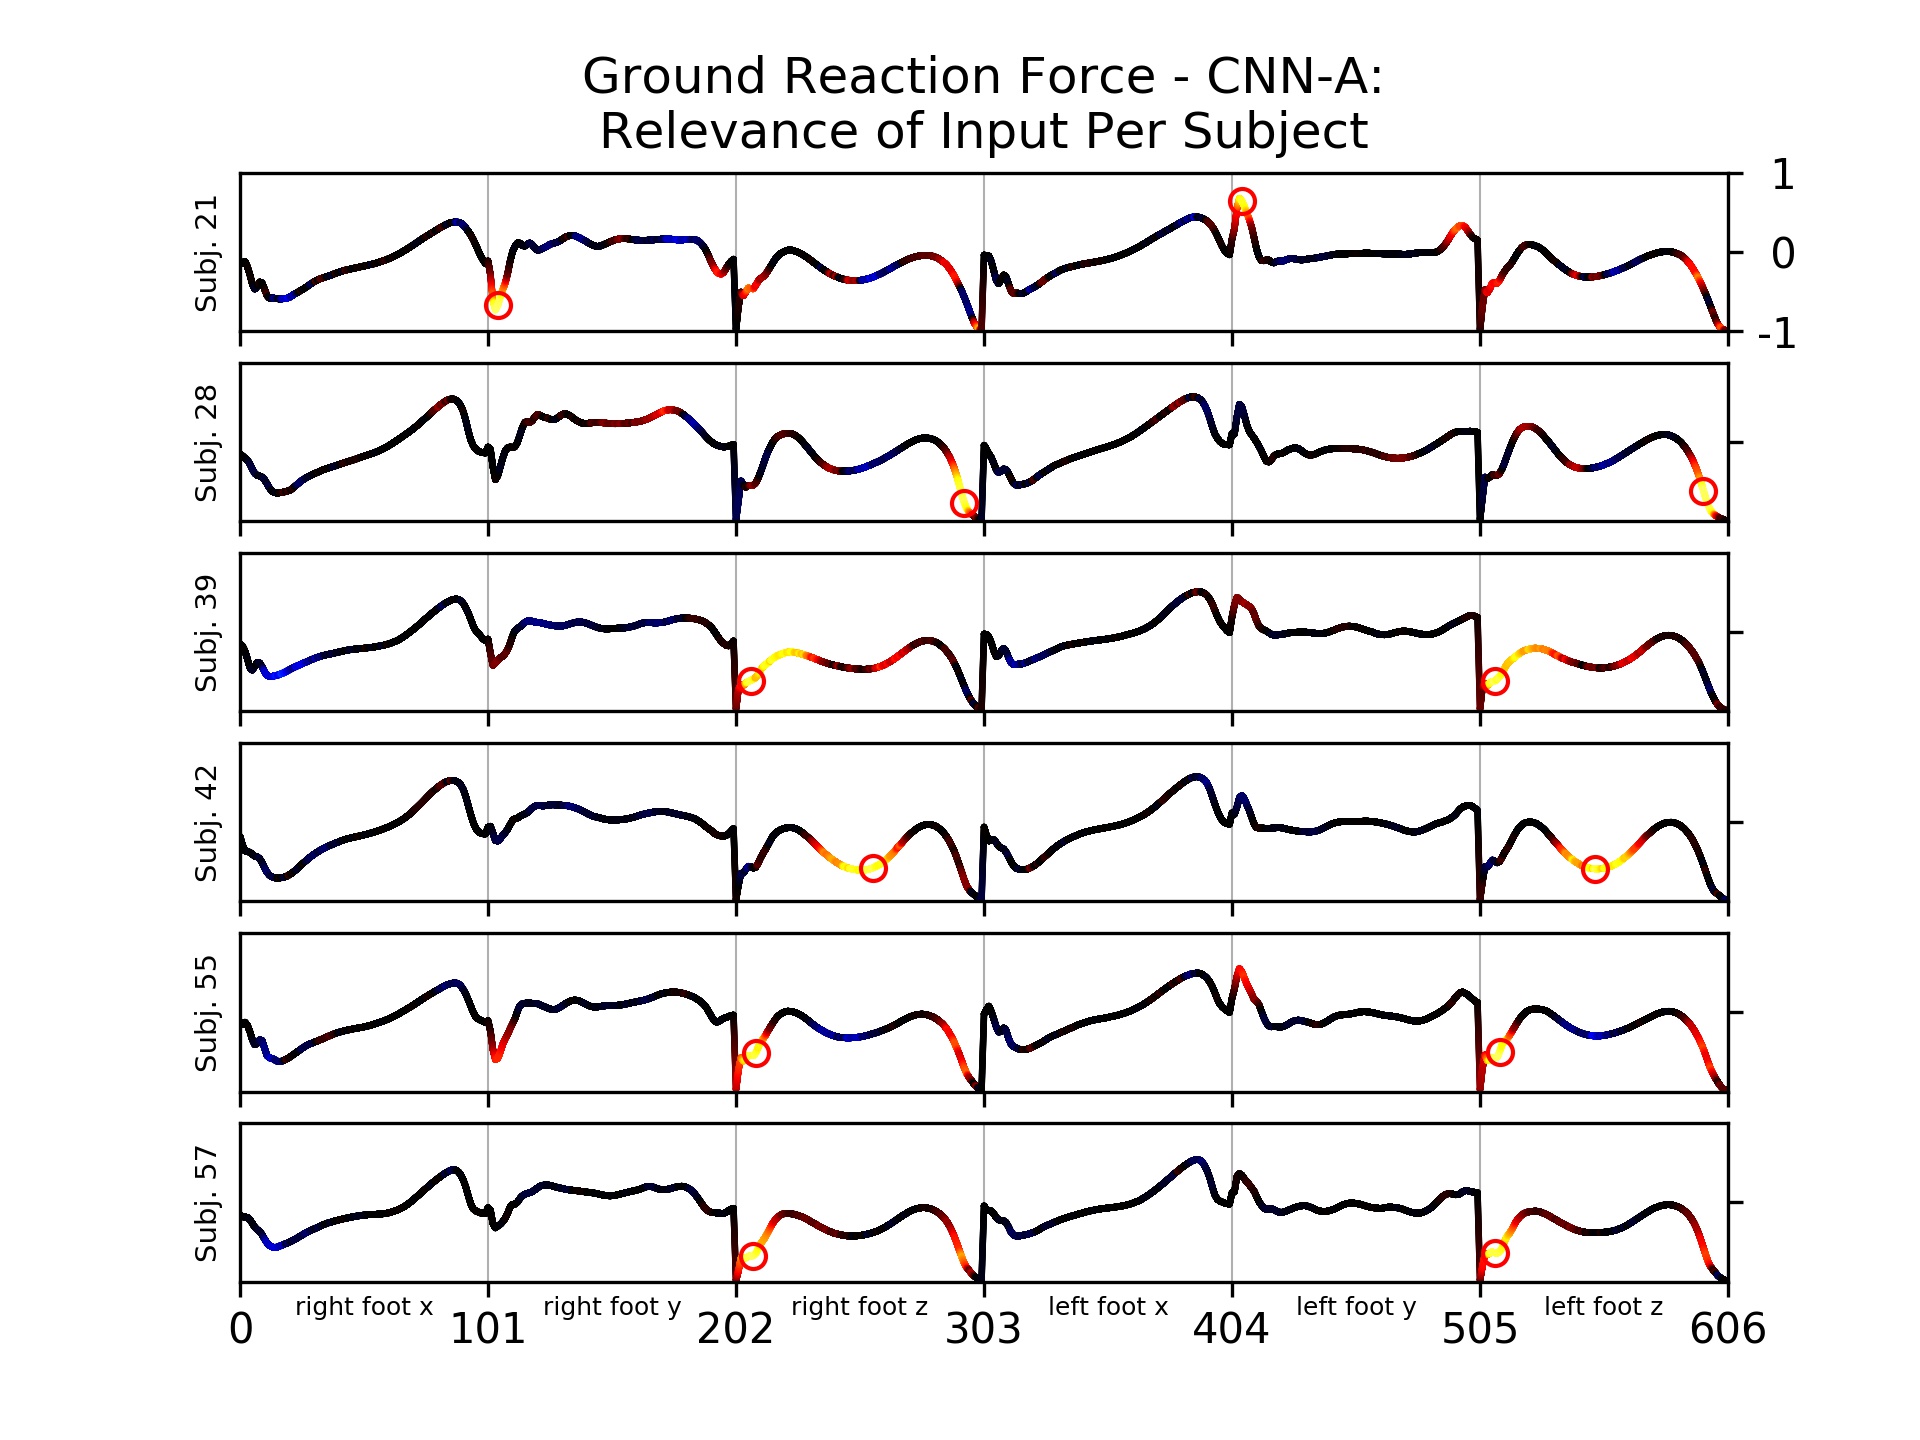 Ground Reaction Force - CNN-A:
Relevance of Input Per Subject
Subj. 21
1
0
-1
Subj. 28
Subj. 39
Subj. 42
Subj. 55
Subj. 57
right foot x
right foot y
right foot z
left foot x
left foot y
left foot z
0
101
202
303
404
505
606